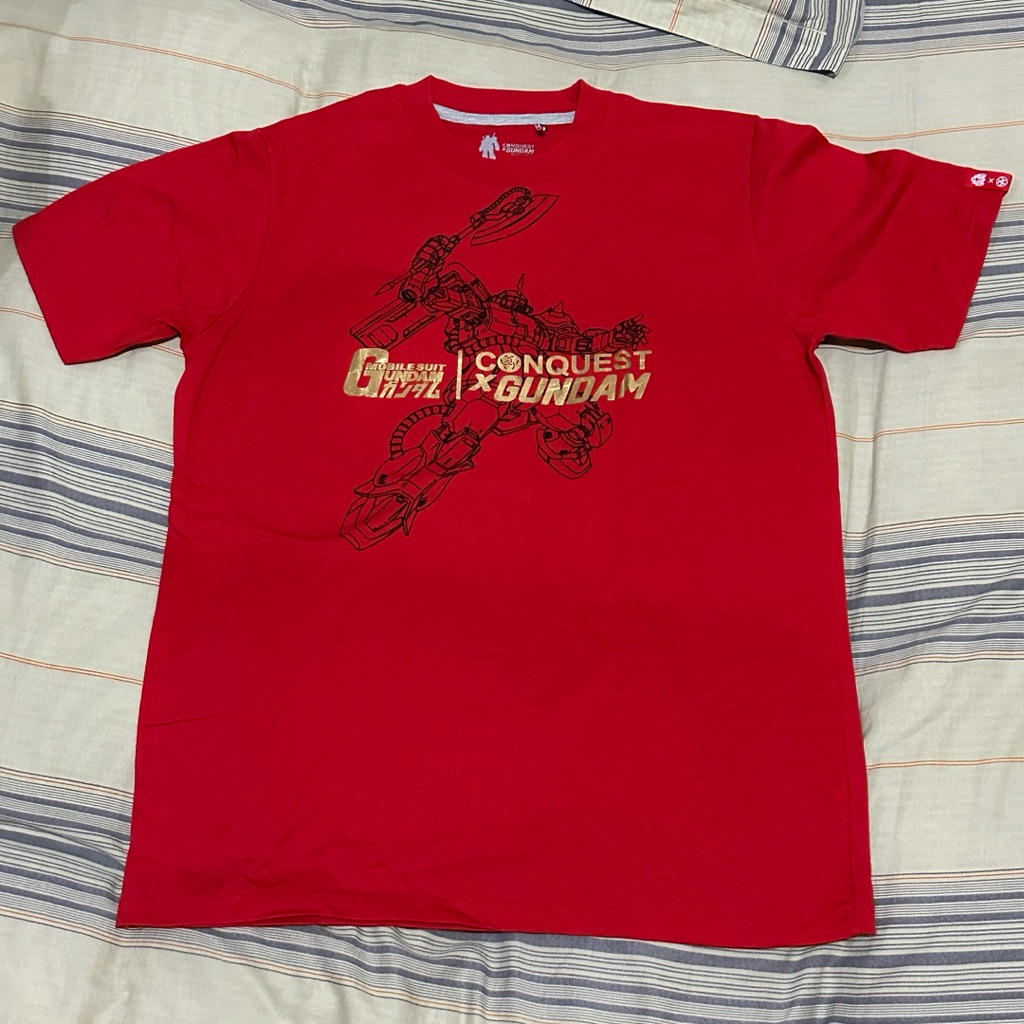 CONQUEST
x GUNDAM
MOBILE SUIT
GUNDAM
ガンダム
CONQUEST
x GUNDAM
x